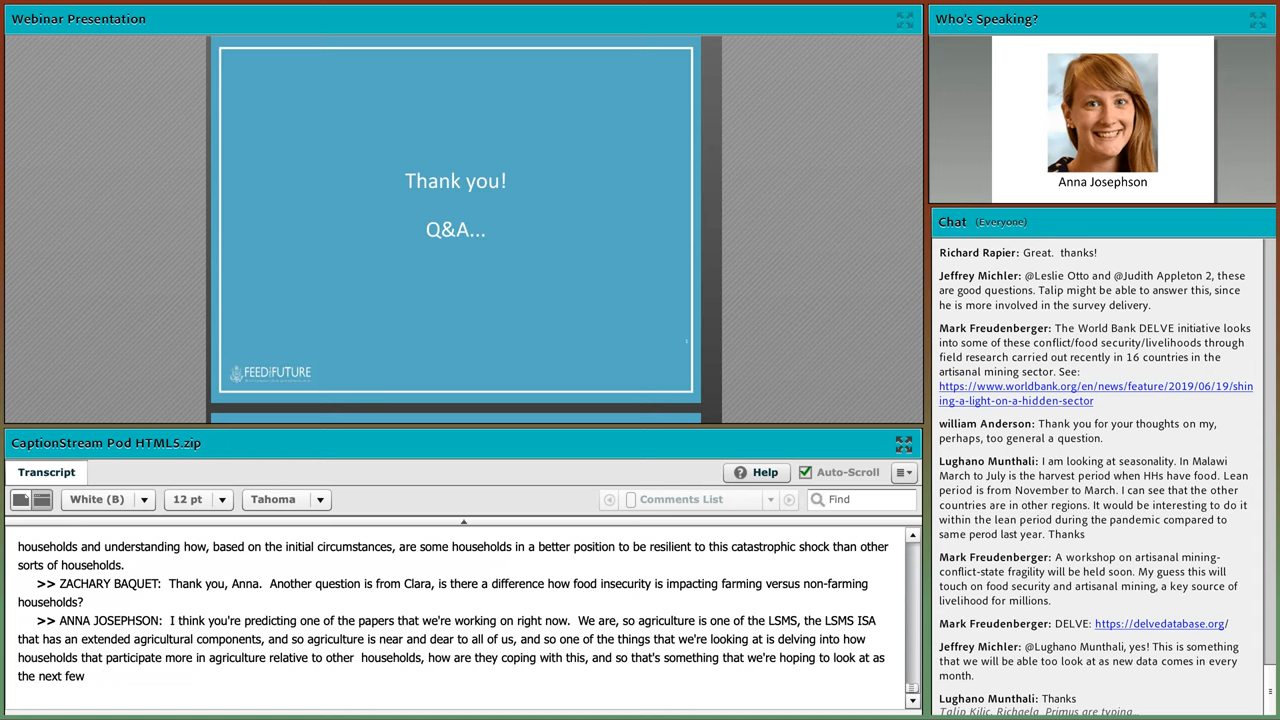 Webinar Presentation
Thank you!
Q&A...
FEED THE FUTURE
Who's Speaking?
Anna Josephson
Chat (Everyone)
Richard Rapier: Great. thanks!
Jeffrey Michler: @Leslie Otto and @Judith Appleton 2, these
are good questions. Talip might be able to answer this, since
he is more involved in the survey delivery.
Mark Freudenberger: The World Bank DELVE initiative looks
into some of these conflict/food security/livelihoods through
field research carried out recently in 16 countries in the
artisanal mining sector. See:
https://www.worldbank.org/en/news/feature/2019/06/19/shin
ing-a-light-on-a-hidden-sector
william Anderson: Thank you for your thoughts on my,
perhaps, too general a question.
Lughano Munthali: I am looking at seasonality. In Malawi
March to July is the harvest period when HHs have food. Lean
period is from November to March. I can see that the other
countries are in other regions. It would be interesting to do it
within the lean period during the pandemic compared to
same perod last year. Thanks
Mark Freudenberger: A workshop on artisanal mining-
conflict-state fragility will be held soon. My guess this will
touch on food security and artisanal mining, a key source of
livelihood for millions.
Mark Freudenberger: DELVE: https://delvedatabase.org/
Jeffrey Michler: @Lughano Munthali, yes! This is something
that we will be able too look at as new data comes in every
month.
Lughano Munthali: Thanks
Talip Kilic, Richaela, Primus are typing...
CaptionStream Pod HTML5.zip
Transcript
Help
Auto-Scroll
White (B)
12 pt
Tahoma
Comments List
Find
households and understanding how, based on the initial circumstances, are some households in a better position to be resilient to this catastrophic shock than other
sorts of households.
>> ZACHARY BAQUET: Thank you, Anna. Another question is from Clara, is there a difference how food insecurity is impacting farming versus non-farming
households?
>> ANNA JOSEPHSON: I think you're predicting one of the papers that we're working on right now. We are, so agriculture is one of the LSMS, the LSMS ISA
that has an extended agricultural components, and so agriculture is near and dear to all of us, and so one of the things that we're looking at is delving into how
households that participate more in agriculture relative to other households, how are they coping with this, and so that's something that we're hoping to look at as
the next few